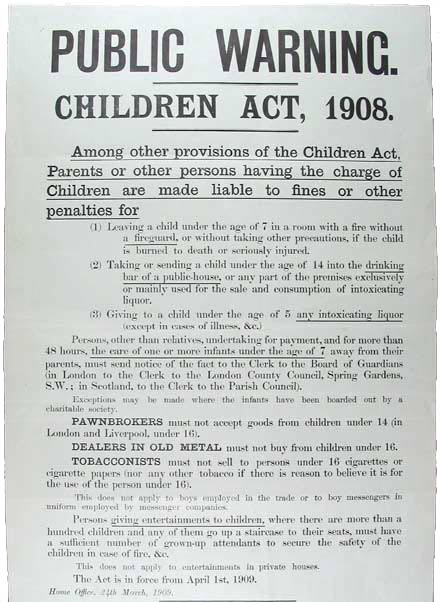 PUBLIC WARNING.
CHILDREN ACT, 1908.
Among other provisions of the Children Act,
Parents or other persons having the charge of
Children are made liable to fines or other
penalties for
(1) Leaving a child under the age of 7 in a room with a fire without
a fireguard, or without taking other precautions, if the child
is burned to death or seriously injured.
(2) Taking or sending a child under the age of 14 into the drinking
bar of a public-house, or any part of the premises exclusively
or mainly used for the sale and consumption of intoxicating
liquor.
(3) Giving to a child under the age of 5 any intoxicating liquor
(except in cases of illness, &c.)
Persons, other than relatives, undertaking for payment, and for more than
48 hours, the care of one or more infants under the age of 7 away from their
parents, must send notice of the fact to the Clerk to the Board of Guardians
(in London to the Clerk to the London County Council, Spring Gardens,
S.W.; in Scotland, to the Clerk to the Parish Council).
Exceptions may be made where the infants have been boarded out by a
charitable society.
PAWNBROKERS must not accept goods from children under 14 (in
London and Liverpool, under 16).
DEALERS IN OLD METAL must not buy from children under 16.
TOBACCONISTS must not sell to persons under 16 cigarettes or
cigarette papers (nor any other tobacco if there is reason to believe it is for
the use of the person under 16).
This does not apply to boys employed in the trade or to boy messengers in
uniform employed by messenger companies.
Persons giving entertainments to children, where there are more than a
hundred children and any of them go up a staircase to their seats, must have
a sufficient number of grown-up attendants to secure the safety of the
children in case of fire, &c.
This does not apply to entertainments in private houses.
The Act is in force from April 1st, 1909.
Home Office, 24th March, 1909.